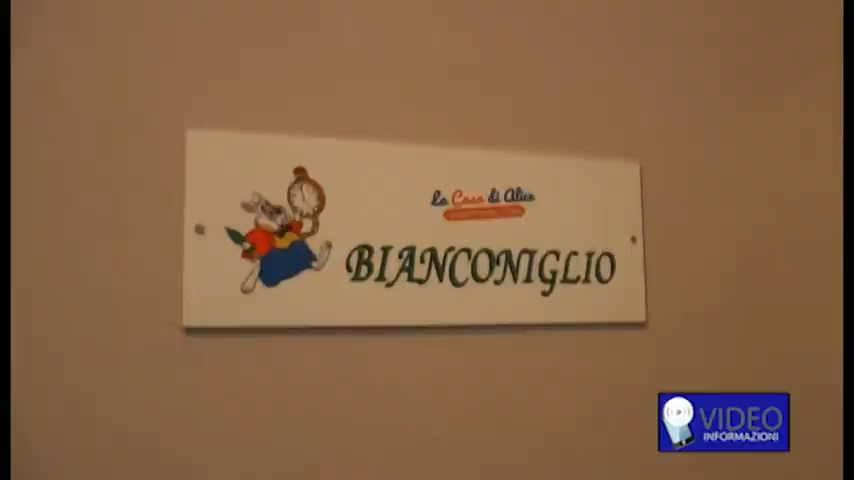 La Casa di Alice
BIANCONIGLIO
VIDEO
INFORMAZIONI